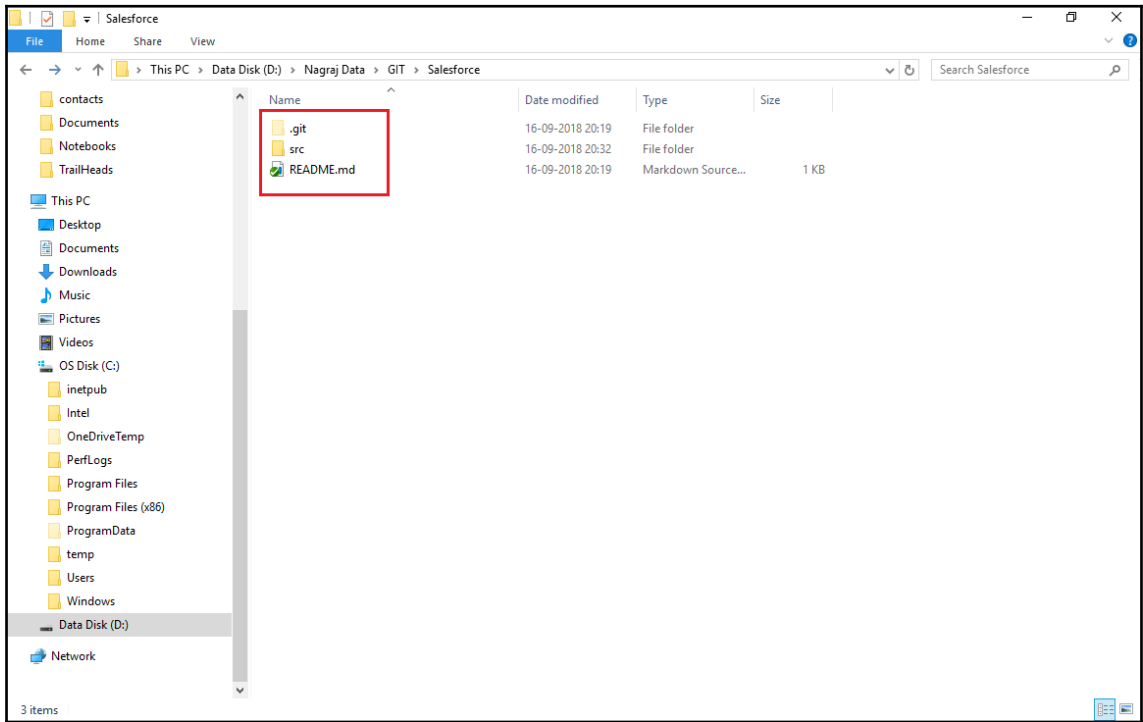 Salesforce
File Home Share View
This PC > Data Disk (D:) > Nagraj Data > GIT > Salesforce
Search Salesforce
contacts
Documents
Notebooks
TrailHeads
This PC
Desktop
Documents
Downloads
Music
Pictures
Videos
OS Disk (C:)
inetpub
Intel
OneDriveTemp
PerfLogs
Program Files
Program Files (x86)
ProgramData
temp
Users
Windows
Data Disk (D:)
Network
Name Date modified Type Size
.git 16-09-2018 20:19 File folder
src 16-09-2018 20:32 File folder
README.md 16-09-2018 20:19 Markdown Source... 1 KB
3 items